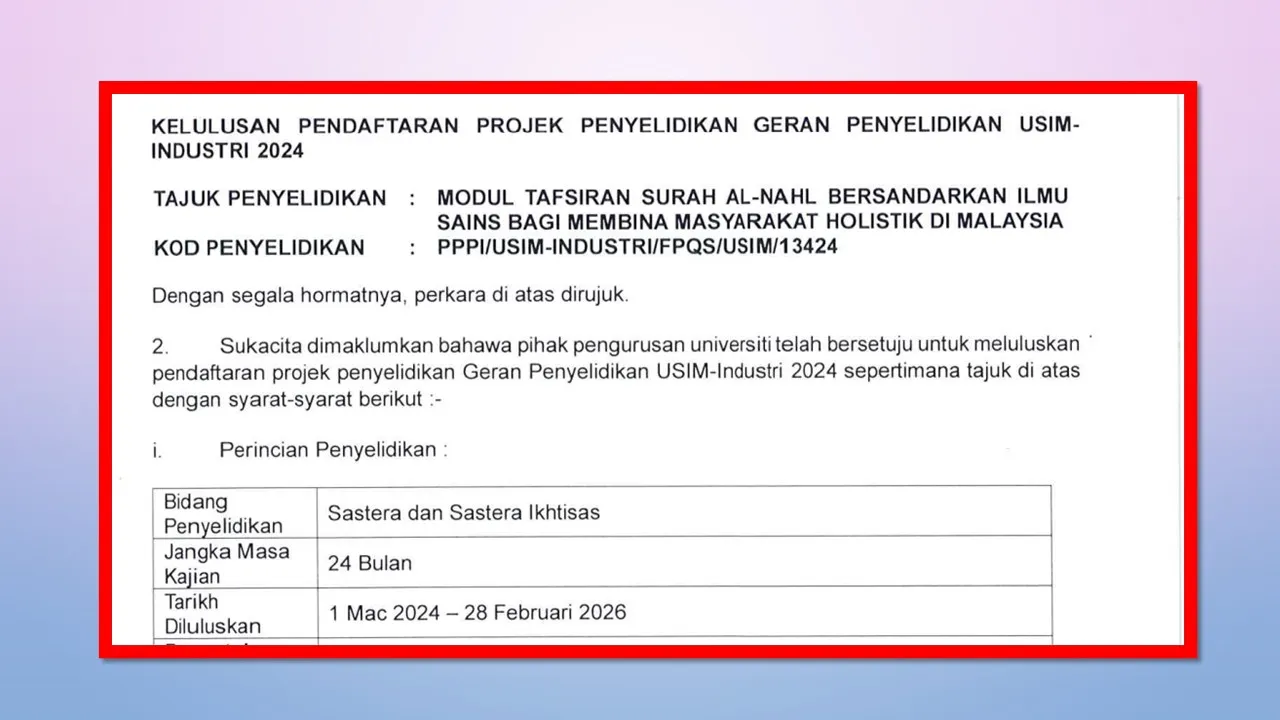 KELULUSAN PENDAFTARAN PROJEK PENYELIDIKAN GERAN PENYELIDIKAN USIM-
INDUSTRI 2024
TAJUK PENYELIDIKAN : MODUL TAFSIRAN SURAH AL-NAHL BERSANDARKAN ILMU
SAINS BAGI MEMBINA MASYARAKAT HOLISTIK DI MALAYSIA
KOD PENYELIDIKAN : PPPI/USIM-INDUSTRI/FPQS/USIM/13424
Dengan segala hormatnya, perkara di atas dirujuk.
2. Sukacita dimaklumkan bahawa pihak pengurusan universiti telah bersetuju untuk meluluskan
pendaftaran projek penyelidikan Geran Penyelidikan USIM-Industri 2024 sepertimana tajuk di atas
dengan syarat-syarat berikut :-
i. Perincian Penyelidikan :
Bidang
Penyelidikan
Sastera dan Sastera Ikhtisas
Jangka Masa
Kajian
24 Bulan
Tarikh
Diluluskan
1 Mac 2024 – 28 Februari 2026